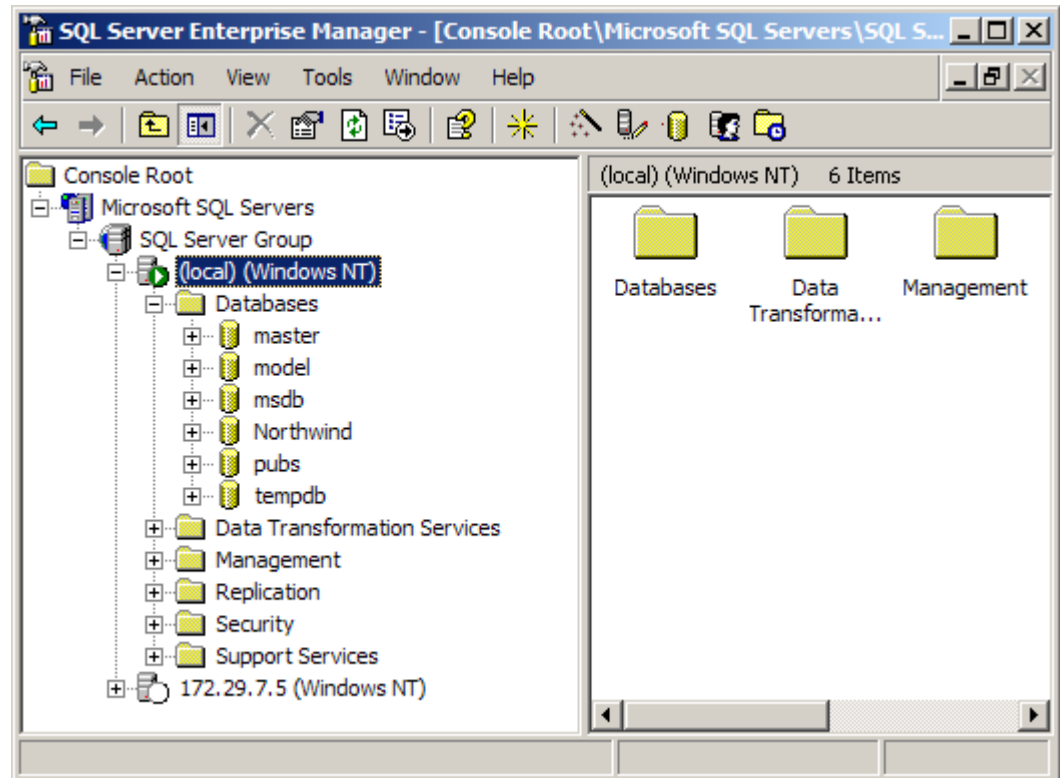 SQL Server Enterprise Manager - [Console Root\Microsoft SQL Servers\SQL S...
File Action View Tools Window Help
Console Root
Microsoft SQL Servers
SQL Server Group
(local) (Windows NT)
Databases
master
model
msdb
Northwind
pubs
tempdb
Data Transformation Services
Management
Replication
Security
Support Services
172.29.7.5 (Windows NT)
(local) (Windows NT) 6 Items
Databases
Data
Transforma...
Management